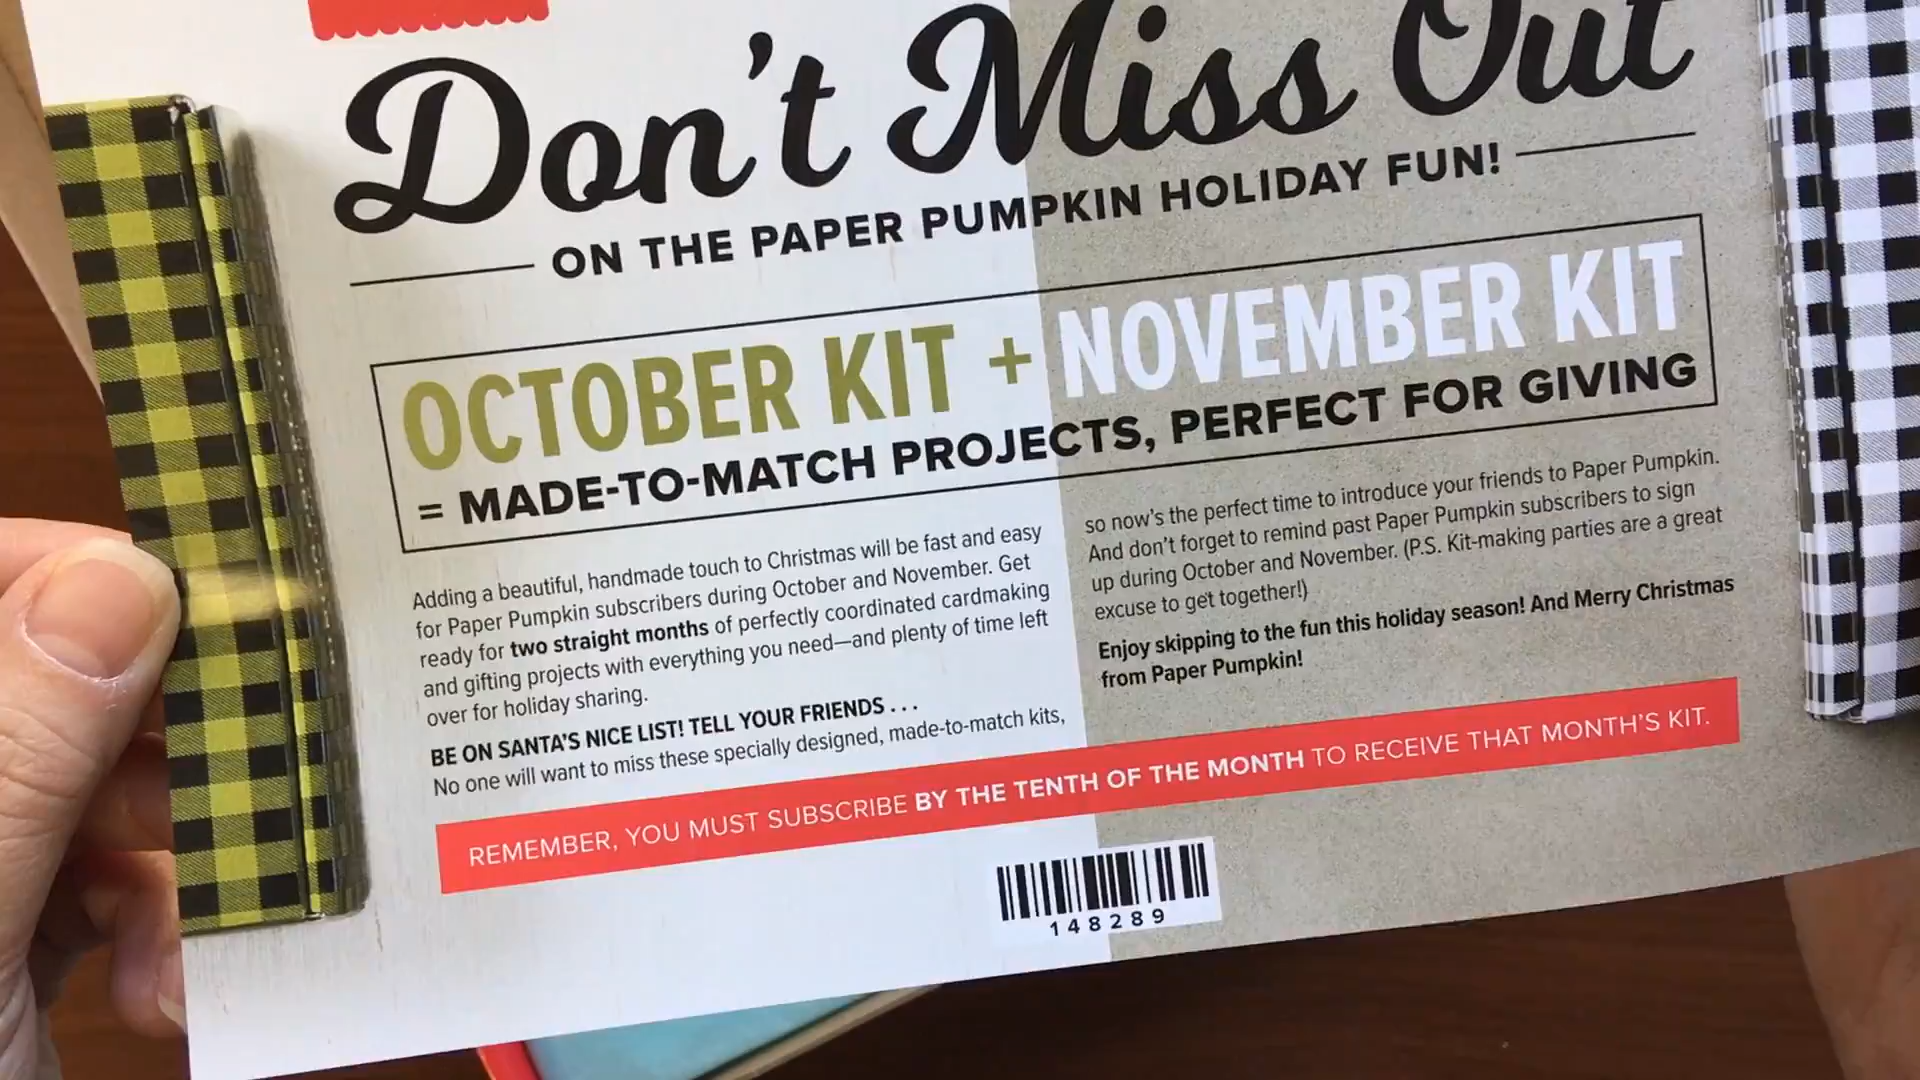 Don't Miss Out
ON THE PAPER PUMPKIN HOLIDAY FUN!
OCTOBER KIT + NOVEMBER KIT
= MADE-TO-MATCH PROJECTS, PERFECT FOR GIVING
Adding a beautiful, handmade touch to Christmas will be fast and easy
for Paper Pumpkin subscribers during October and November. Get
ready for two straight months of perfectly coordinated cardmaking
and gifting projects with everything you need—and plenty of time left
over for holiday sharing.
BE ON SANTA'S NICE LIST! TELL YOUR FRIENDS . . .
No one will want to miss these specially designed, made-to-match kits,
so now's the perfect time to introduce your friends to Paper Pumpkin.
And don't forget to remind past Paper Pumpkin subscribers to sign
up during October and November. (P.S. Kit-making parties are a great
excuse to get together!)
Enjoy skipping to the fun this holiday season! And Merry Christmas
from Paper Pumpkin!
REMEMBER, YOU MUST SUBSCRIBE BY THE TENTH OF THE MONTH TO RECEIVE THAT MONTH'S KIT.
148289